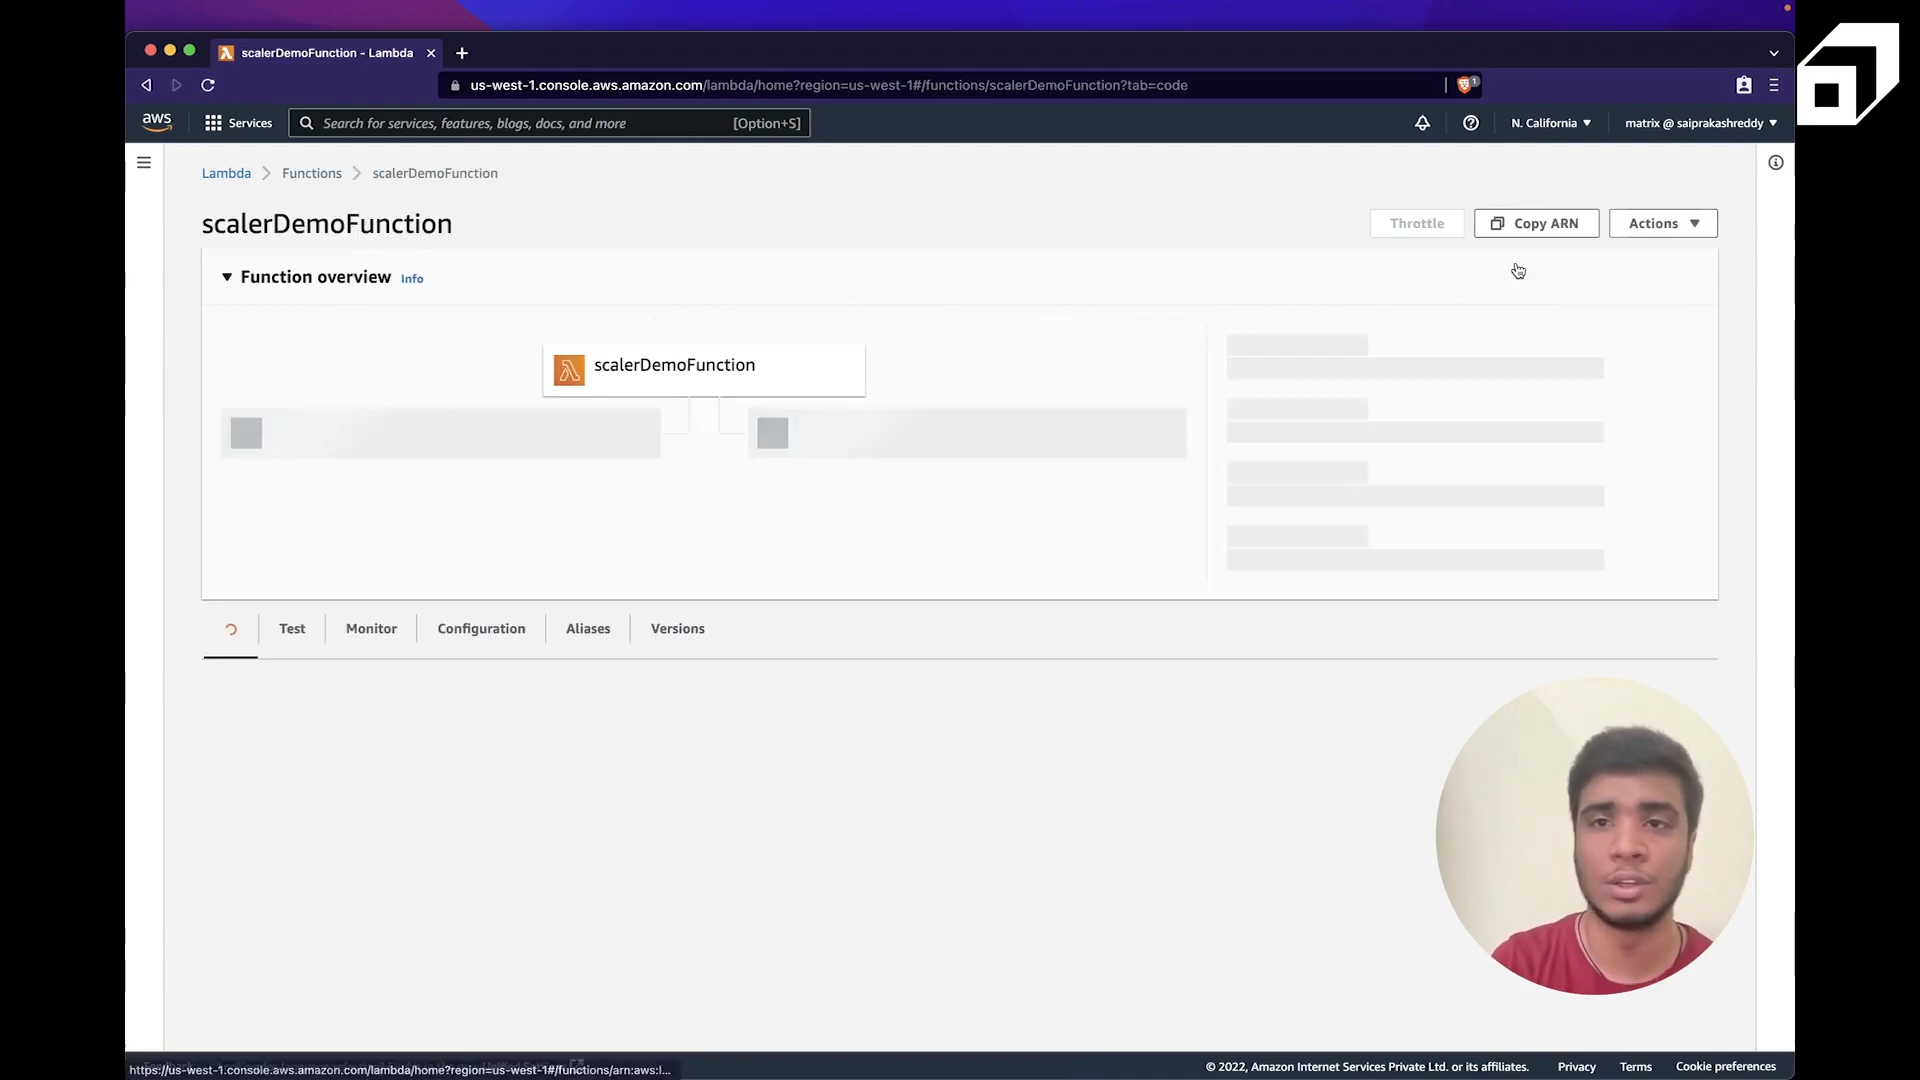 scalerDemoFunction - Lambda
us-west-1.console.aws.amazon.com/lambda/home?region=us-west-1#/functions/scalerDemoFunction?tab=code
1
aws
Services
Search for services, features, blogs, docs, and more
[Option+S]
N. California
matrix @ saiprakashreddy
Lambda
Functions
scalerDemoFunction
scalerDemoFunction
Throttle
Copy ARN
Actions
Function overview
Info
scalerDemoFunction
Test
Monitor
Configuration
Aliases
Versions
https://us-west-1.console.aws.amazon.com/lambda/home?region=us-west-1#/functions/arn:aws:l...
© 2022, Amazon Internet Services Private Ltd. or its affiliates.
Privacy
Terms
Cookie preferences